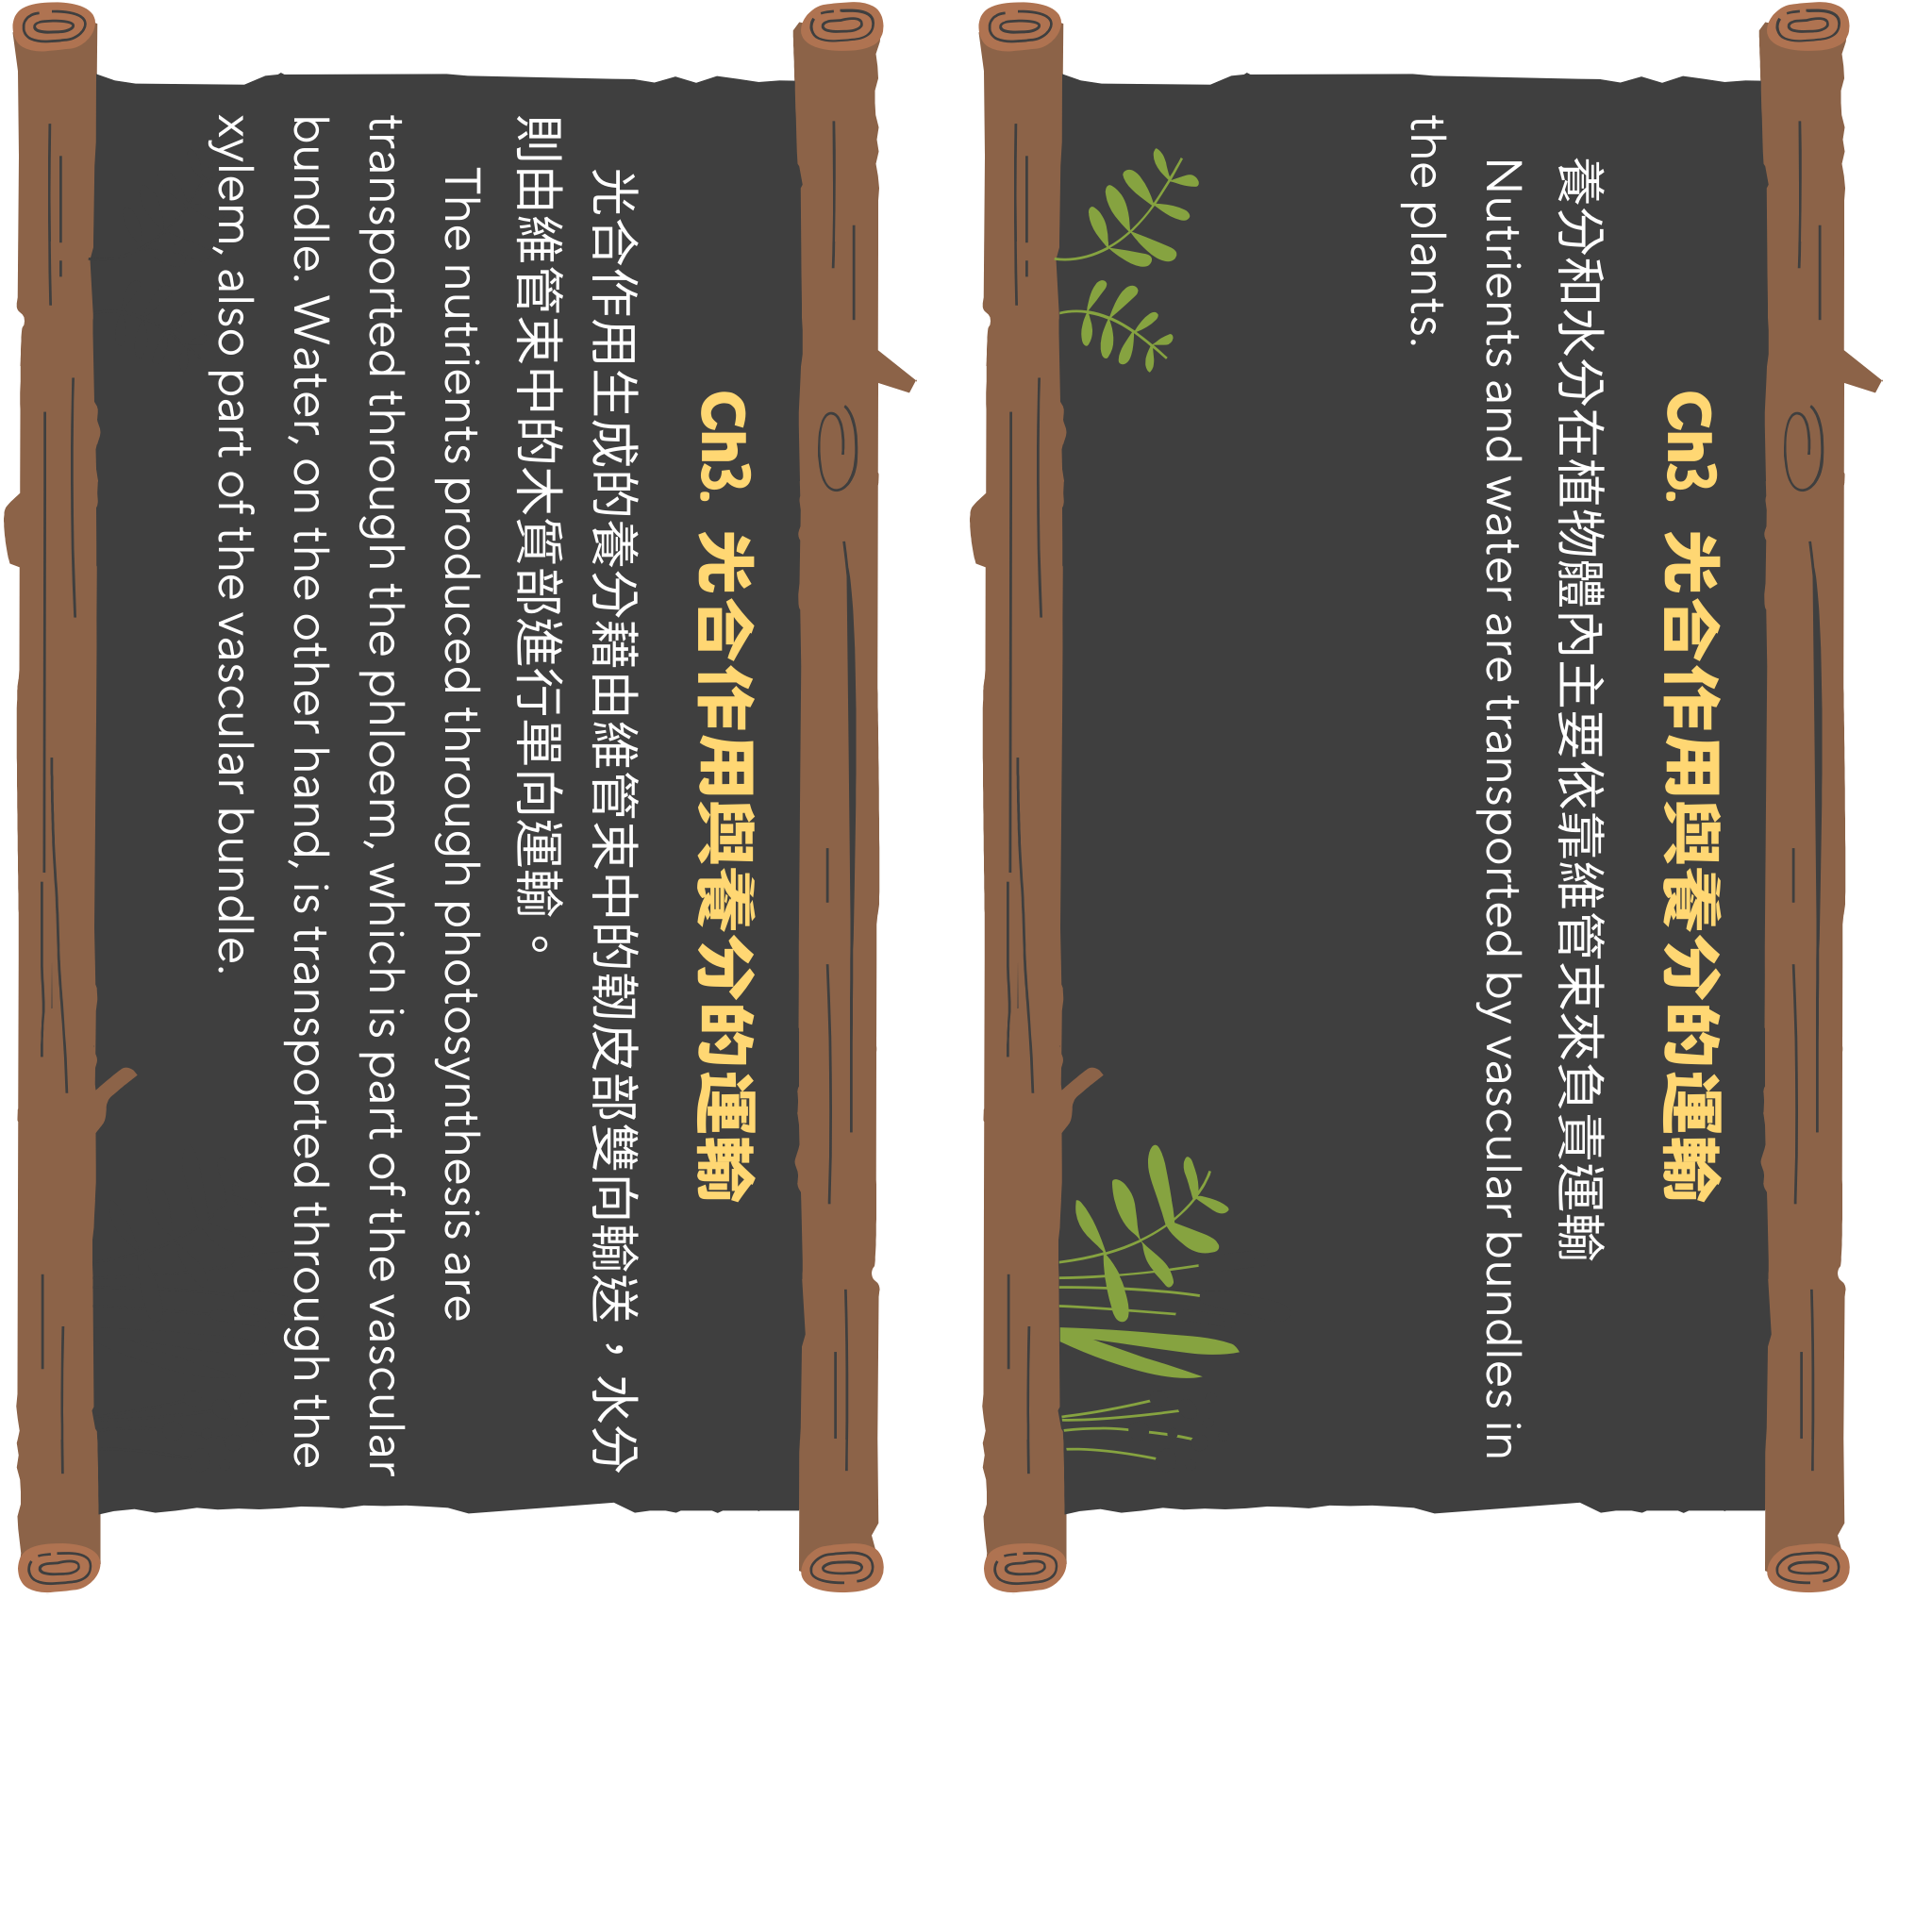 Ch3. 光合作用與養分的運輸
養分和水分在植物體內主要依靠維管束來負責運輸
Nutrients and water are transported by vascular bundles in
the plants.
Ch3. 光合作用與養分的運輸
光合作用生成的養分藉由維管束中的韌皮部雙向輸送，水分
則由維管束中的木質部進行單向運輸。
The nutrients produced through photosynthesis are
transported through the phloem, which is part of the vascular
bundle. Water, on the other hand, is transported through the
xylem, also part of the vascular bundle.